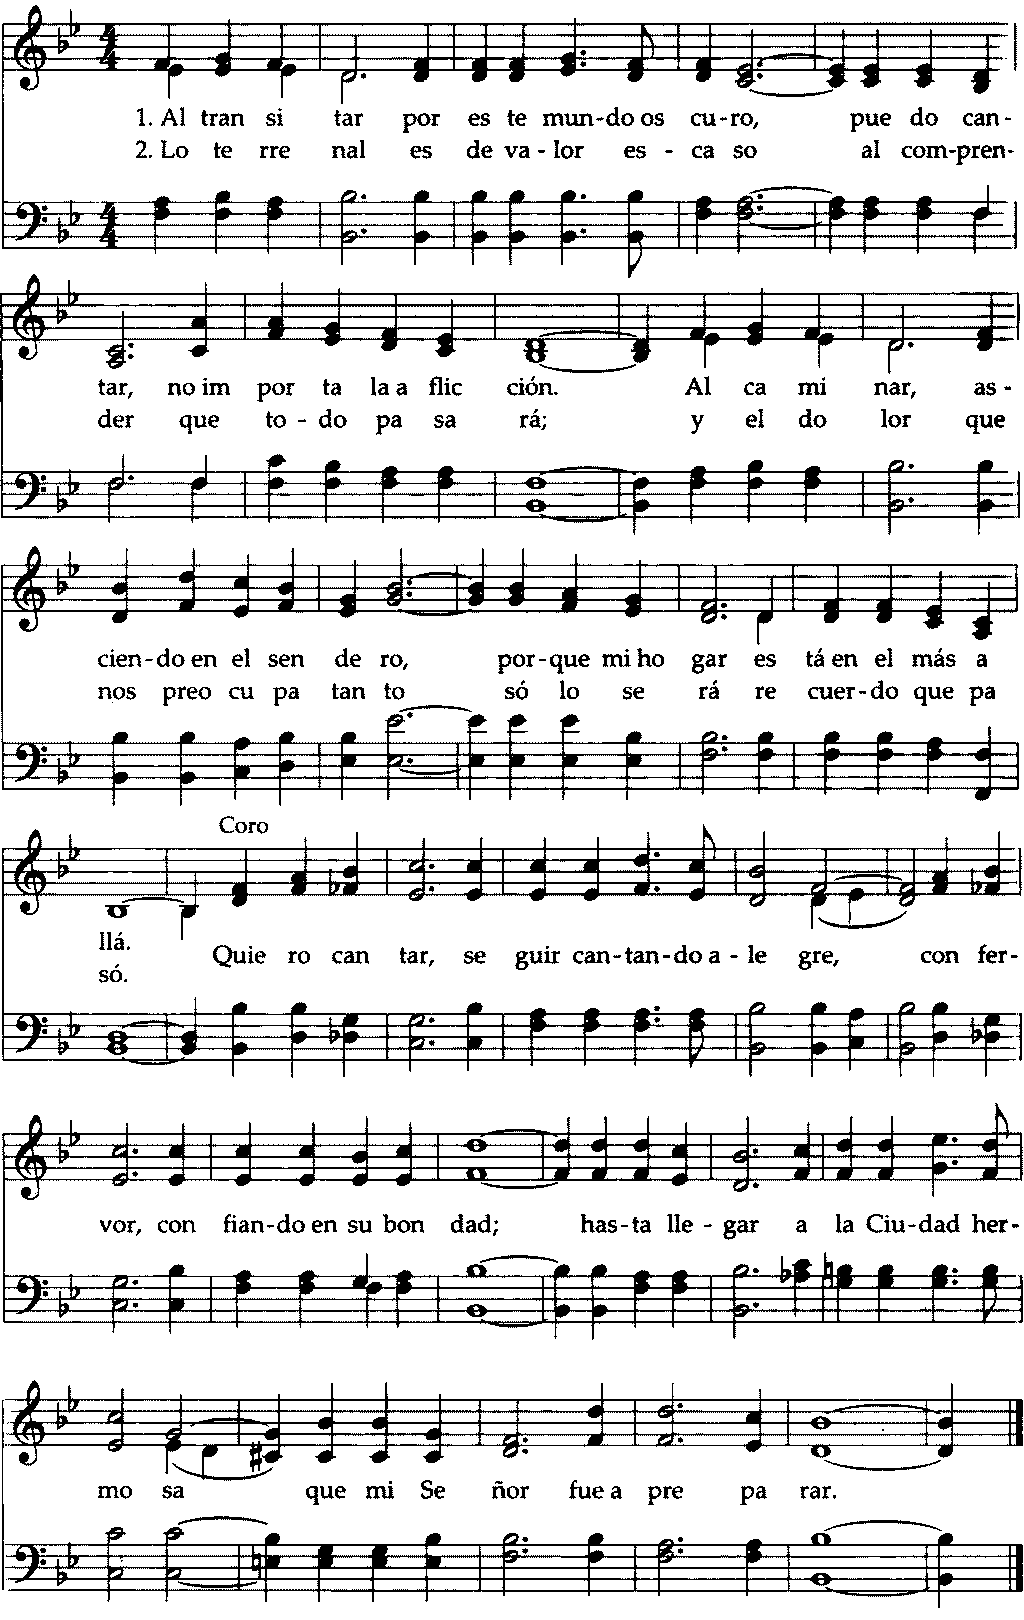 1. Al tran si tar por es te mun-do os cu-ro, pue do can-
2. Lo te rre nal es de va-lor es-ca so al com-pren-
tar, no im por ta la a flic ción. Al ca mi nar, as-
der que to-do pa sa rá; y el do lor que
cien-do en el sen de ro, por-que mi ho gar es tá en el más a
nos preo cu pa tan to só lo se rá re cuer-do que pa
Coro
llá. Quie ro can tar, se guir can-tan-do a-le gre, con fer-
só.
vor, con fian-do en su bon dad; has-ta lle-gar a la Ciu-dad her-
mo sa que mi Se ñor fue a pre pa rar.